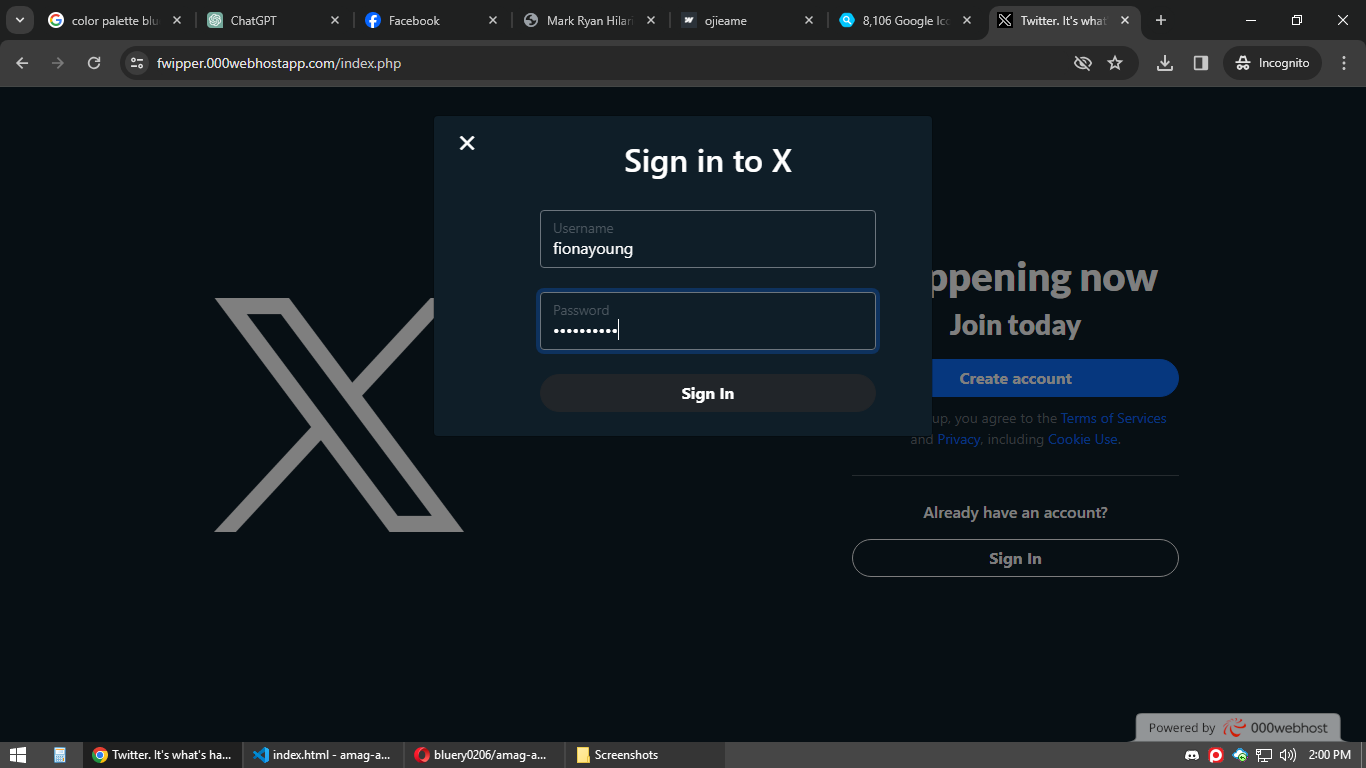 color palette blu
ChatGPT
Facebook
Mark Ryan Hilari
ojieame
8,106 Google Ico
Twitter. It's what'
fwipper.000webhostapp.com/index.php
Incognito
Sign in to X
Username
fionayoung
Password
••••••••••
Sign In
ppening now
Join today
Create account
up, you agree to the Terms of Services
and Privacy, including Cookie Use.
Already have an account?
Sign In
Powered by 000webhost
Twitter. It's what's ha...
index.html - amag-a...
bluery0206/amag-a...
Screenshots
2:00 PM